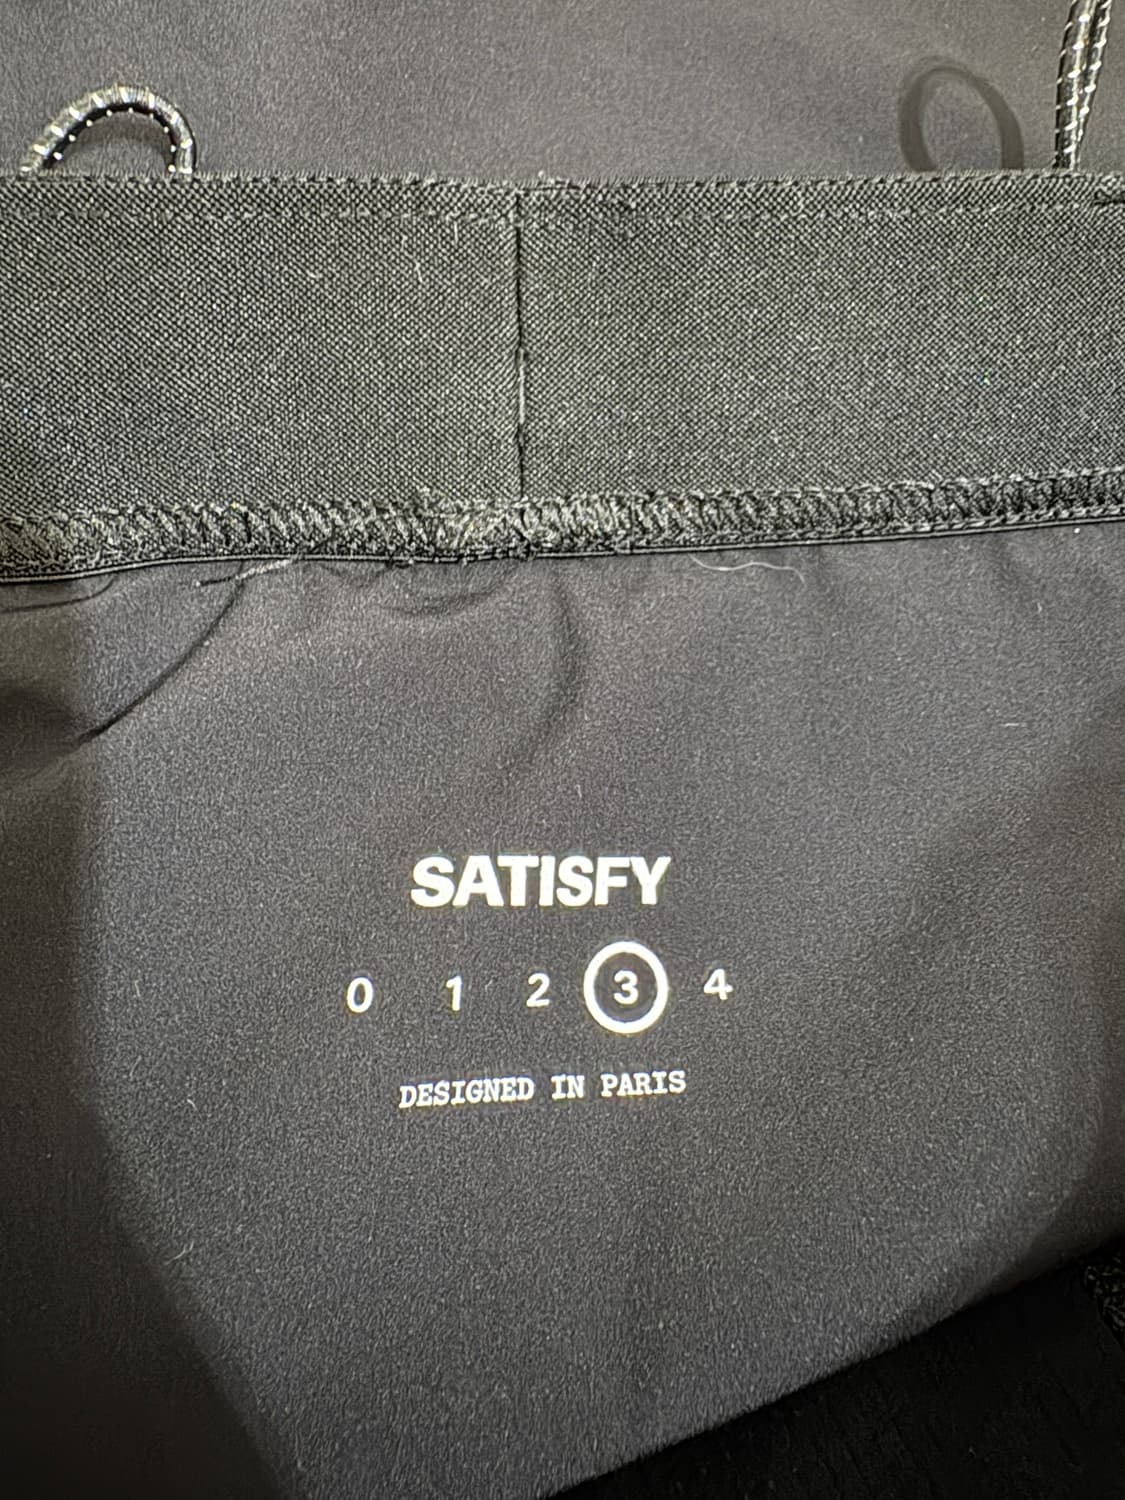 SATISFY
0 1 2 3 4
DESIGNED IN PARIS